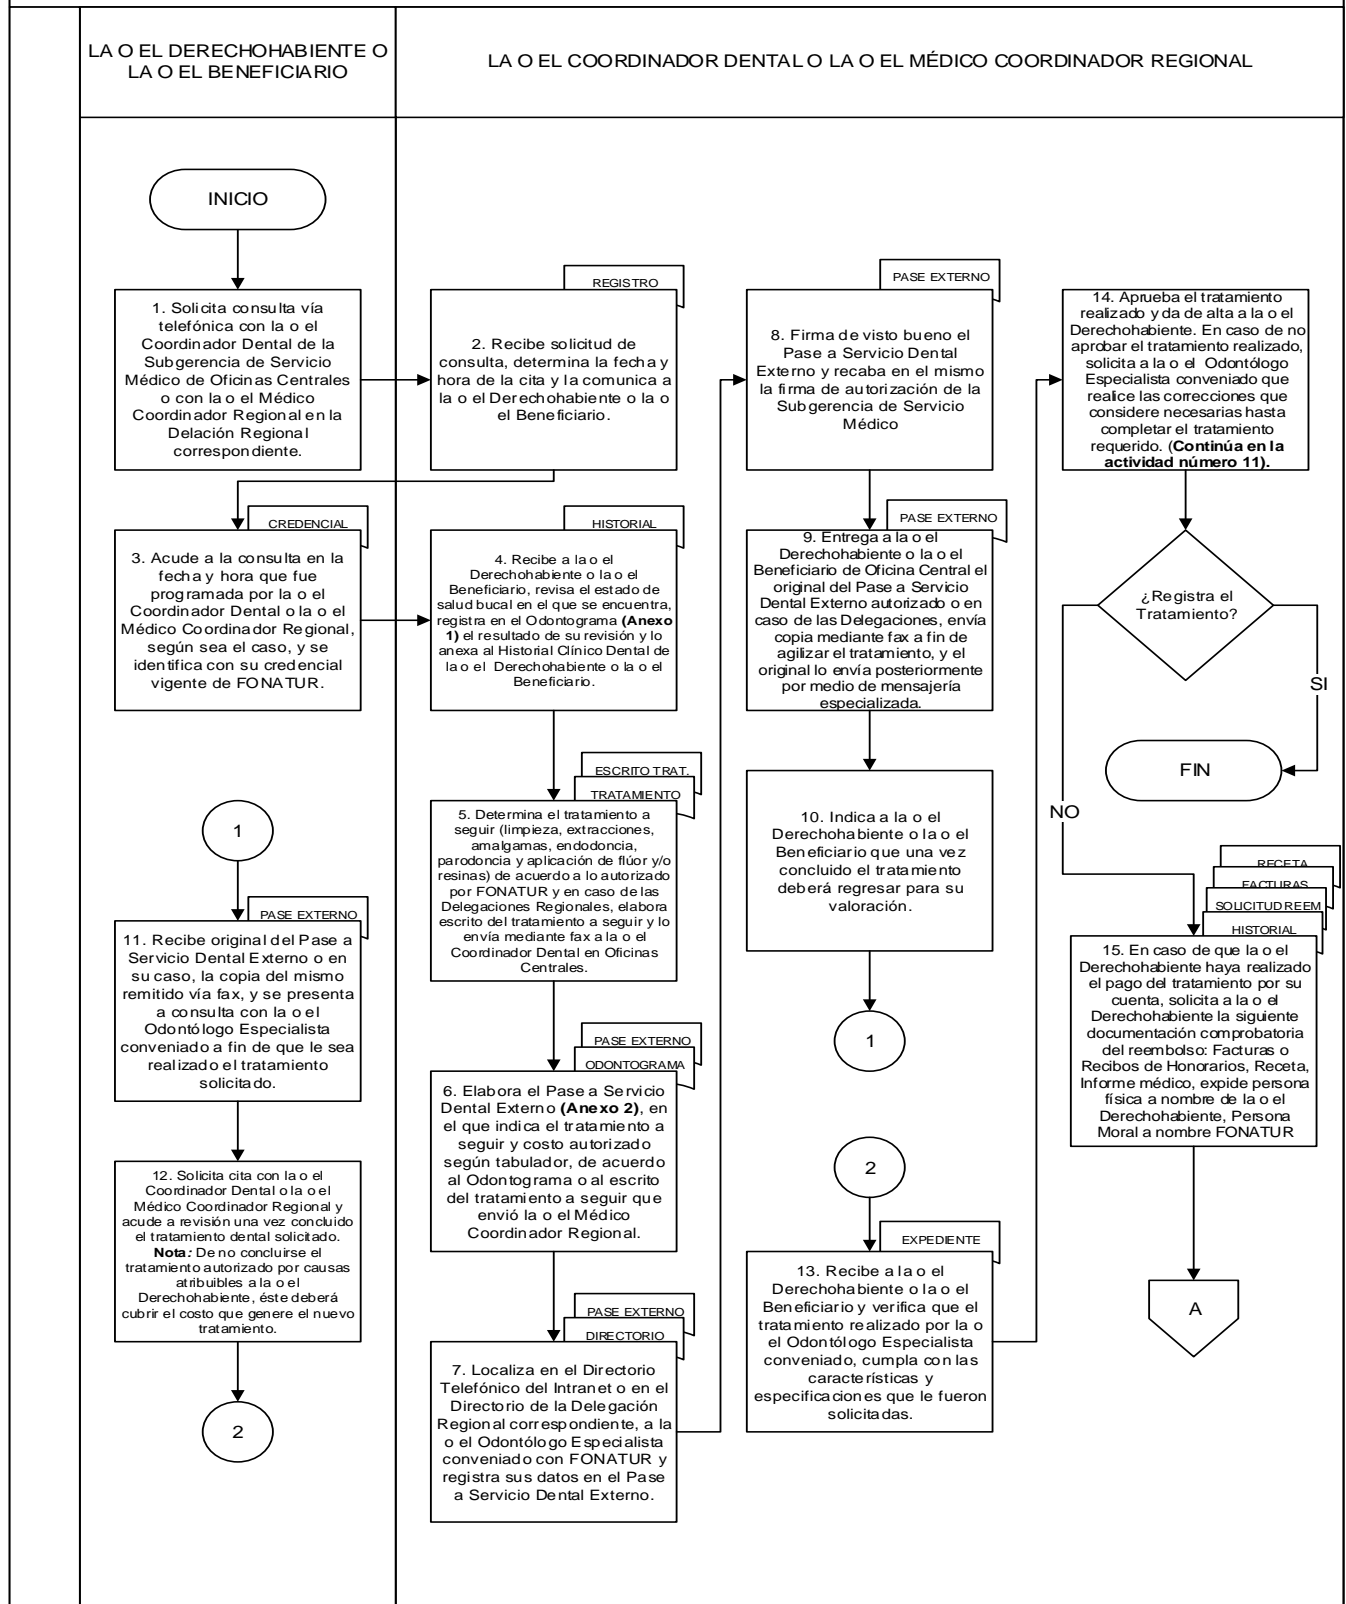 LA O EL DERECHOHABIENTE O
LA O EL BENEFICIARIO
LA O EL COORDINADOR DENTAL O LA O EL MÉDICO COORDINADOR REGIONAL
INICIO
1. Solicita consulta vía
telefónica con la o el
Coordinador Dental de la
Subgerencia de Servicio
Médico de Oficinas Centrales
o con la o el Médico
Coordinador Regional en la
Delación Regional
correspondiente.
REGISTRO
2. Recibe solicitud de
consulta, determina la fecha y
hora de la cita y la comunica a
la o el Derechohabiente o la o
el Beneficiario.
CREDENCIAL
3. Acude a la consulta en la
fecha y hora que fue
programada por la o el
Coordinador Dental o la o el
Médico Coordinador Regional,
según sea el caso, y se
identifica con su credencial
vigente de FONATUR.
HISTORIAL
4. Recibe a la o el
Derechohabiente o la o el
Beneficiario, revisa el estado de
salud bucal en el que se encuentra,
registra en el Odontograma (Anexo
1) el resultado de su revisión y lo
anexa al Historial Clínico Dental de
la o el Derechohabiente o la o el
Beneficiario.
ESCRITO TRAT.
TRATAMIENTO
5. Determina el tratamiento a
seguir (limpieza, extracciones,
amalgamas, endodoncia,
parodoncia y aplicación de flúor y/o
resinas) de acuerdo a lo autorizado
por FONATUR y en caso de las
Delegaciones Regionales, elabora
escrito del tratamiento a seguir y lo
envía mediante fax a la o el
Coordinador Dental en Oficinas
Centrales.
PASE EXTERNO
ODONTOGRAMA
6. Elabora el Pase a Servicio
Dental Externo (Anexo 2), en
el que indica el tratamiento a
seguir y costo autorizado
según tabulador, de acuerdo
al Odontograma o al escrito
del tratamiento a seguir que
envió la o el Médico
Coordinador Regional.
PASE EXTERNO
DIRECTORIO
7. Localiza en el Directorio
Telefónico del Intranet o en el
Directorio de la Delegación
Regional correspondiente, a la
o el Odontólogo Especialista
conveniado con FONATUR y
registra sus datos en el Pase
a Servicio Dental Externo.
PASE EXTERNO
8. Firma de visto bueno el
Pase a Servicio Dental
Externo y recaba en el mismo
la firma de autorización de la
Subgerencia de Servicio
Médico
PASE EXTERNO
9. Entrega a la o el
Derechohabiente o la o el
Beneficiario de Oficina Central el
original del Pase a Servicio
Dental Externo autorizado o en
caso de las Delegaciones, envía
copia mediante fax a fin de
agilizar el tratamiento, y el
original lo envía posteriormente
por medio de mensajería
especializada.
10. Indica a la o el
Derechohabiente o la o el
Beneficiario que una vez
concluido el tratamiento
deberá regresar para su
valoración.
1
1
PASE EXTERNO
11. Recibe original del Pase a
Servicio Dental Externo o en
su caso, la copia del mismo
remitido vía fax, y se presenta
a consulta con la o el
Odontólogo Especialista
conveniado a fin de que le sea
realizado el tratamiento
solicitado.
12. Solicita cita con la o el
Coordinador Dental o la o el
Médico Coordinador Regional y
acude a revisión una vez concluido
el tratamiento dental solicitado.
Nota: De no concluirse el
tratamiento autorizado por causas
atribuibles a la o el
Derechohabiente, éste deberá
cubrir el costo que genere el nuevo
tratamiento.
2
2
EXPEDIENTE
13. Recibe a la o el
Derechohabiente o la o el
Beneficiario y verifica que el
tratamiento realizado por la o
el Odontólogo Especialista
conveniado, cumpla con las
características y
especificaciones que le fueron
solicitadas.
14. Aprueba el tratamiento
realizado y da de alta a la o el
Derechohabiente. En caso de no
aprobar el tratamiento realizado,
solicita a la o el Odontólogo
Especialista conveniado que
realice las correcciones que
considere necesarias hasta
completar el tratamiento
requerido. (Continúa en la
actividad número 11).
¿Registra el
Tratamiento?
SI
FIN
NO
RECETA
FACTURAS
SOLICITUD REEM
HISTORIAL
15. En caso de que la o el
Derechohabiente haya realizado
el pago del tratamiento por su
cuenta, solicita a la o el
Derechohabiente la siguiente
documentación comprobatoria
del reembolso: Facturas o
Recibos de Honorarios, Receta,
Informe médico, expide persona
física a nombre de la o el
Derechohabiente, Persona
Moral a nombre FONATUR
A